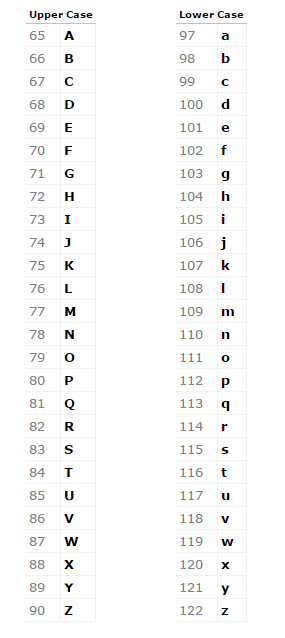 Upper Case Lower Case
65 A 97 a
66 B 98 b
67 C 99 c
68 D 100 d
69 E 101 e
70 F 102 f
71 G 103 g
72 H 104 h
73 I 105 i
74 J 106 j
75 K 107 k
76 L 108 l
77 M 109 m
78 N 110 n
79 O 111 o
80 P 112 p
81 Q 113 q
82 R 114 r
83 S 115 s
84 T 116 t
85 U 117 u
86 V 118 v
87 W 119 w
88 X 120 x
89 Y 121 y
90 Z 122 z